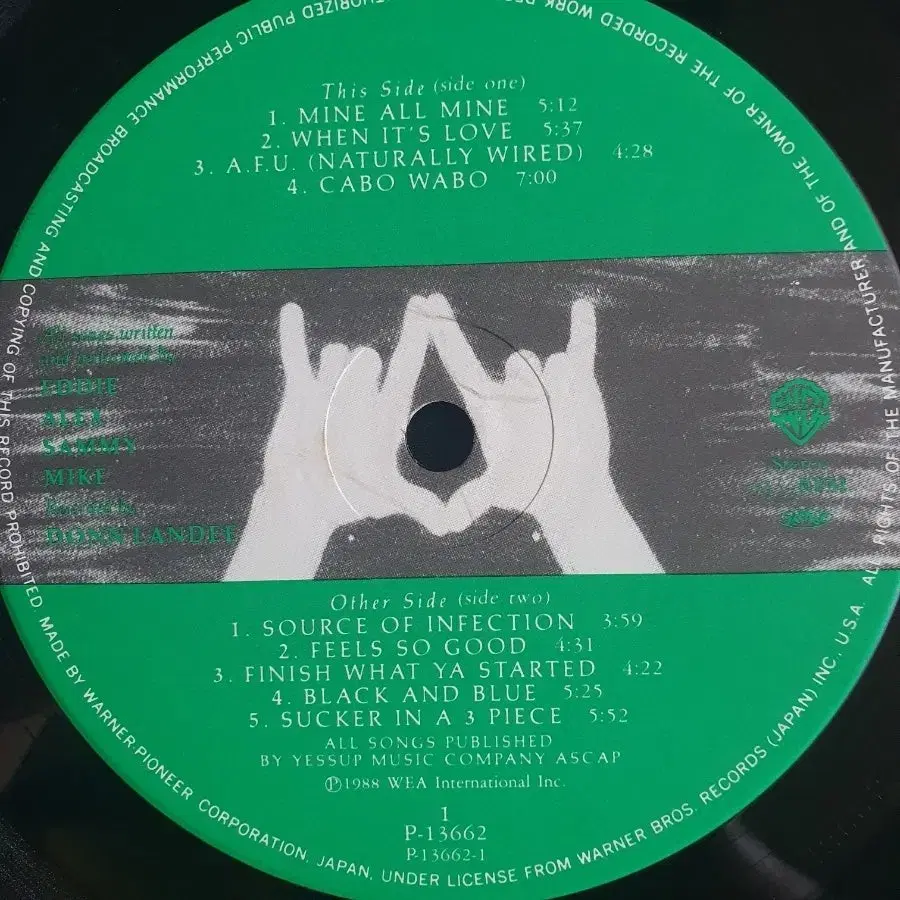 This Side (side one)
1. MINE ALL MINE 5:12
2. WHEN IT'S LOVE 5:37
3. A.F.U. (NATURALLY WIRED) 4:28
4. CABO WABO 7:00
All songs written
EDDIE
ALEX
SAMMY
MIKE
DONN LANDEE
Stereo
Other Side (side two)
1. SOURCE OF INFECTION 3:59
2. FEELS SO GOOD 4:31
3. FINISH WHAT YA STARTED 4:22
4. BLACK AND BLUE 5:25
5. SUCKER IN A 3 PIECE 5:52
ALL SONGS PUBLISHED
BY YESSUP MUSIC COMPANY ASCAP
Ⓟ1988 WEA International Inc.
1
P-13662
P-13662-1
ALL RIGHTS OF THE MANUFACTURER AND OF THE OWNER OF THE RECORDED WORK
PUBLIC PERFORMANCE BROADCASTING AND COPYING OF THIS RECORD PROHIBITED. MADE BY WARNER-PIONEER CORPORATION, JAPAN, UNDER LICENSE FROM WARNER BROS. RECORDS (JAPAN) INC., U.S.A.